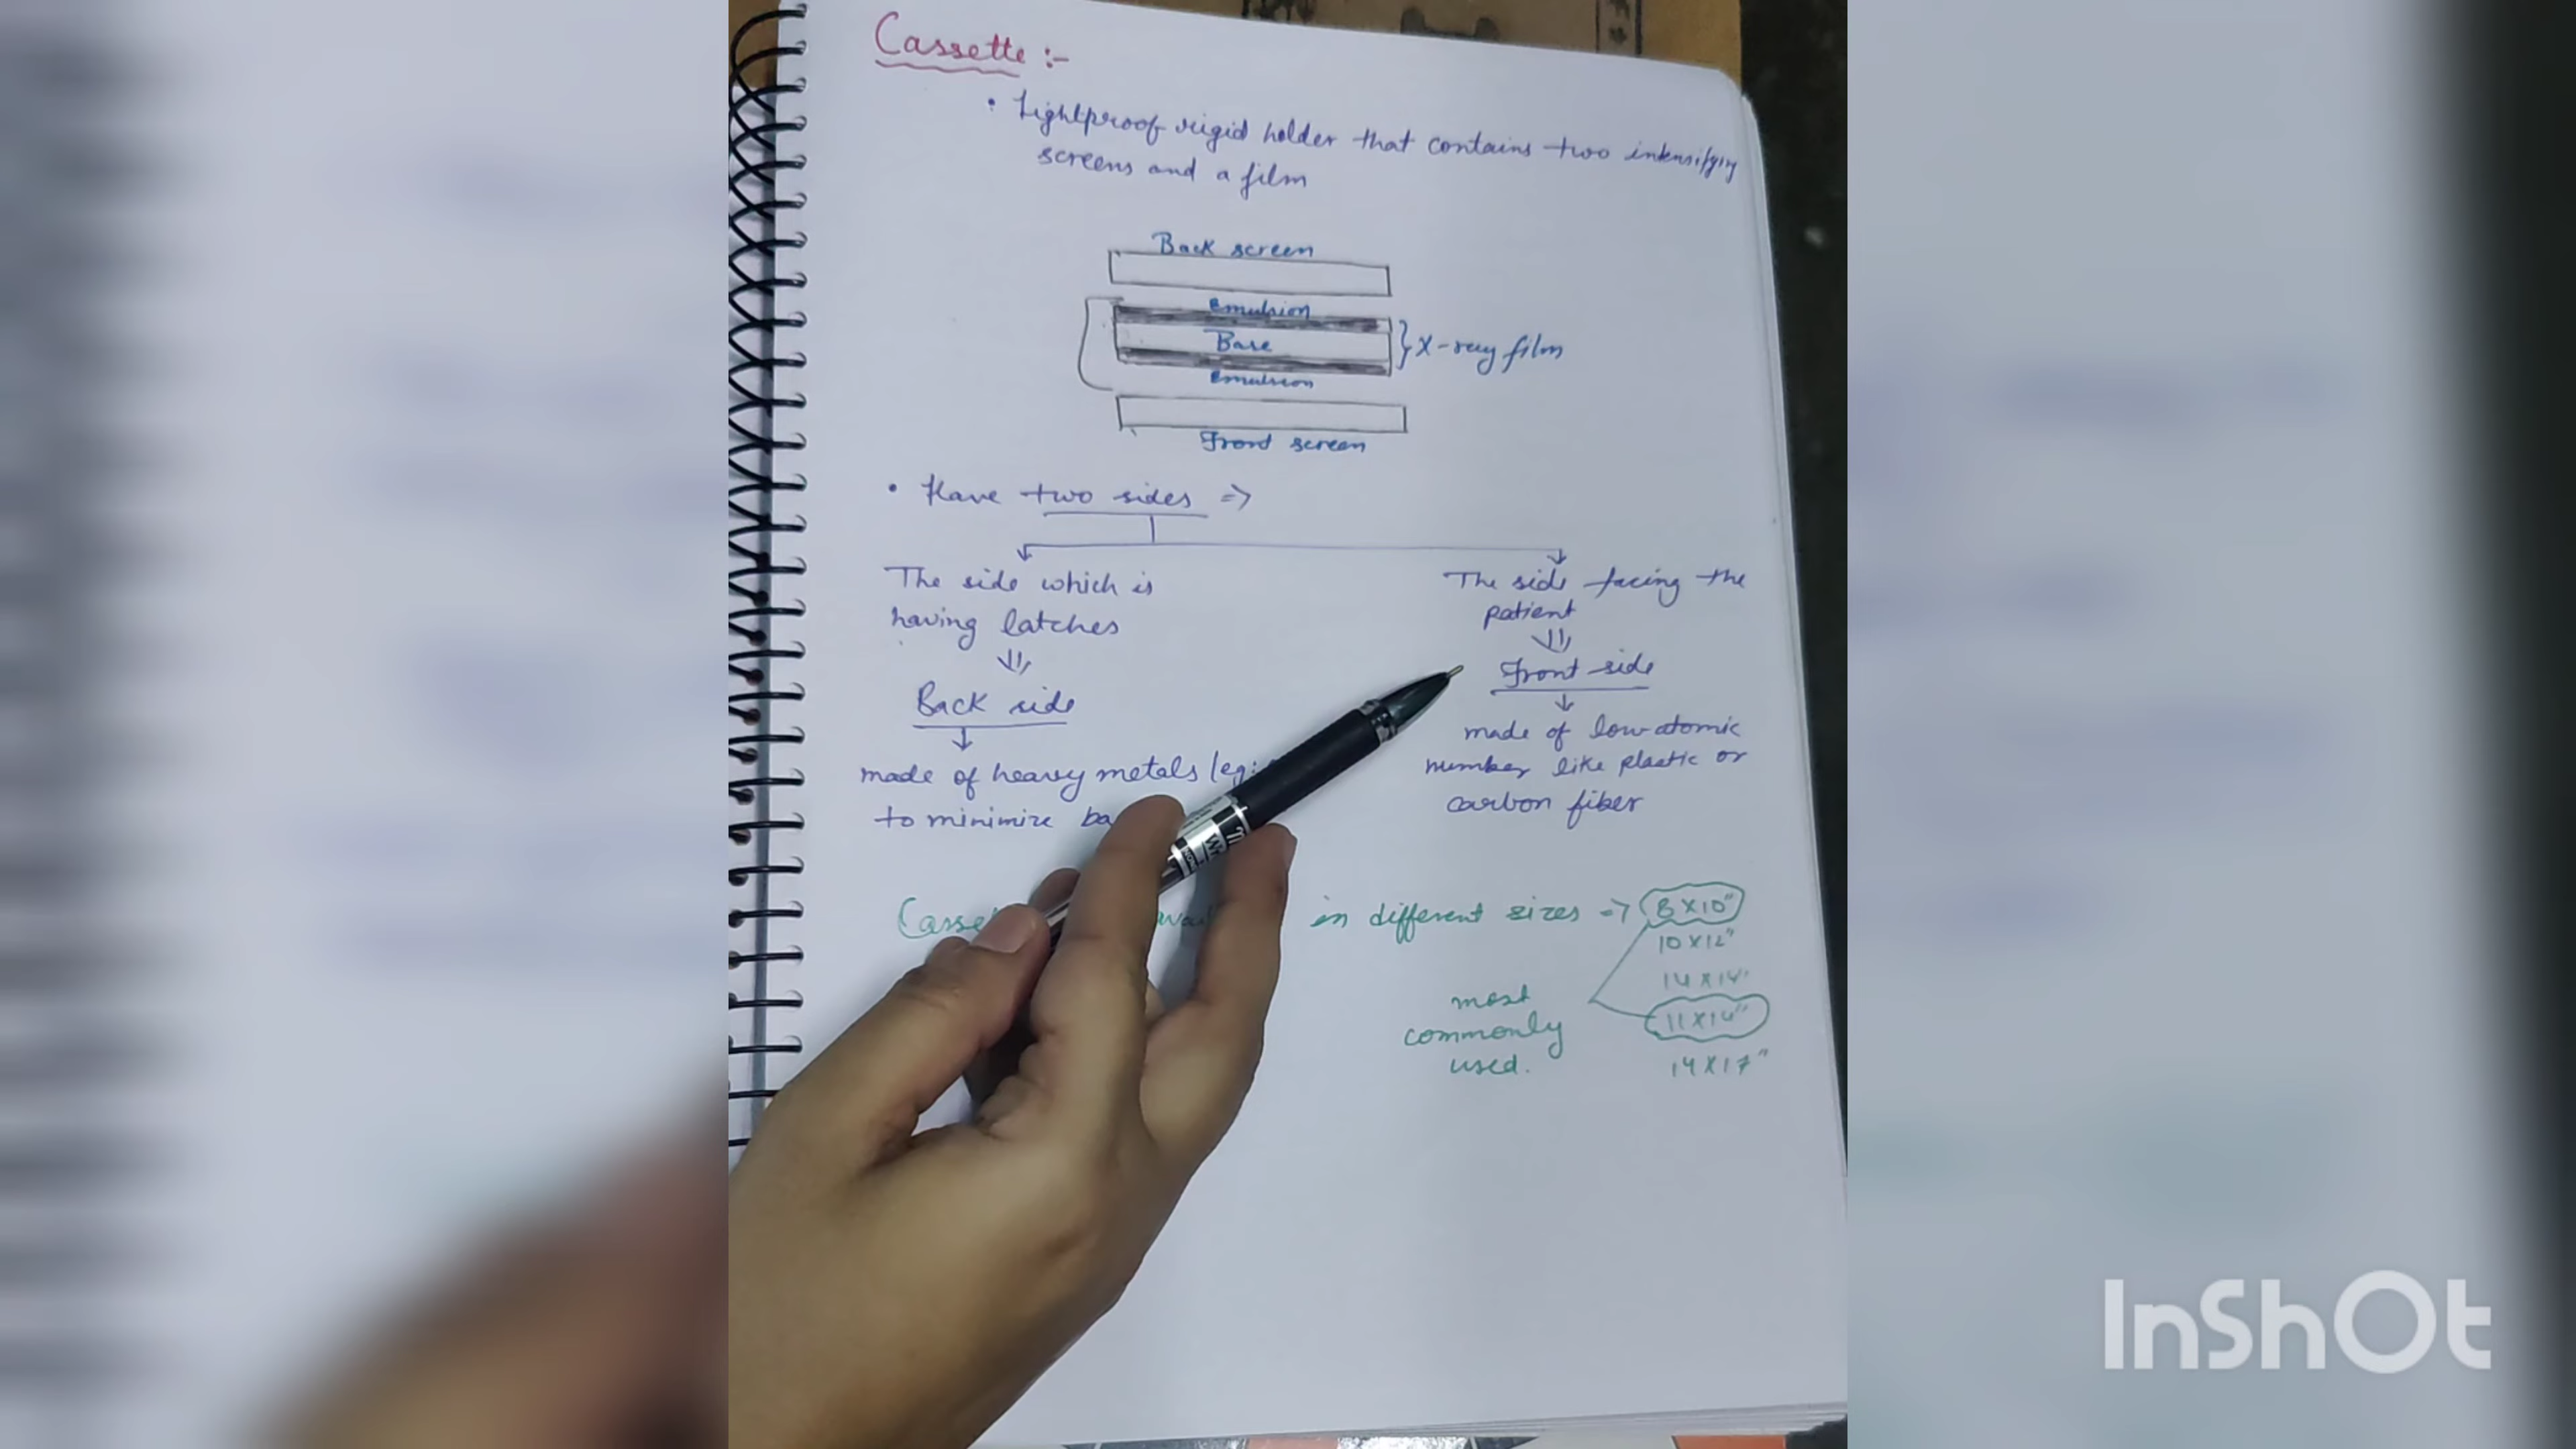 Cassette :-
• Lightproof rigid holder that contains two intensifying
screens and a film
Back screen
Emulsion
Base
X-ray film
Emulsion
Front screen
• Have two sides =>
The side which is
having latches
Back side
made of heavy metals (eg:
to minimize
The side facing the
patient
Front side
made of low atomic
number like plastic or
carbon fiber
in different sizes => 8 X 10"
10 X 12"
14 X 14"
11 X 14"
14 X 17"
most
commonly
used.
InShOt